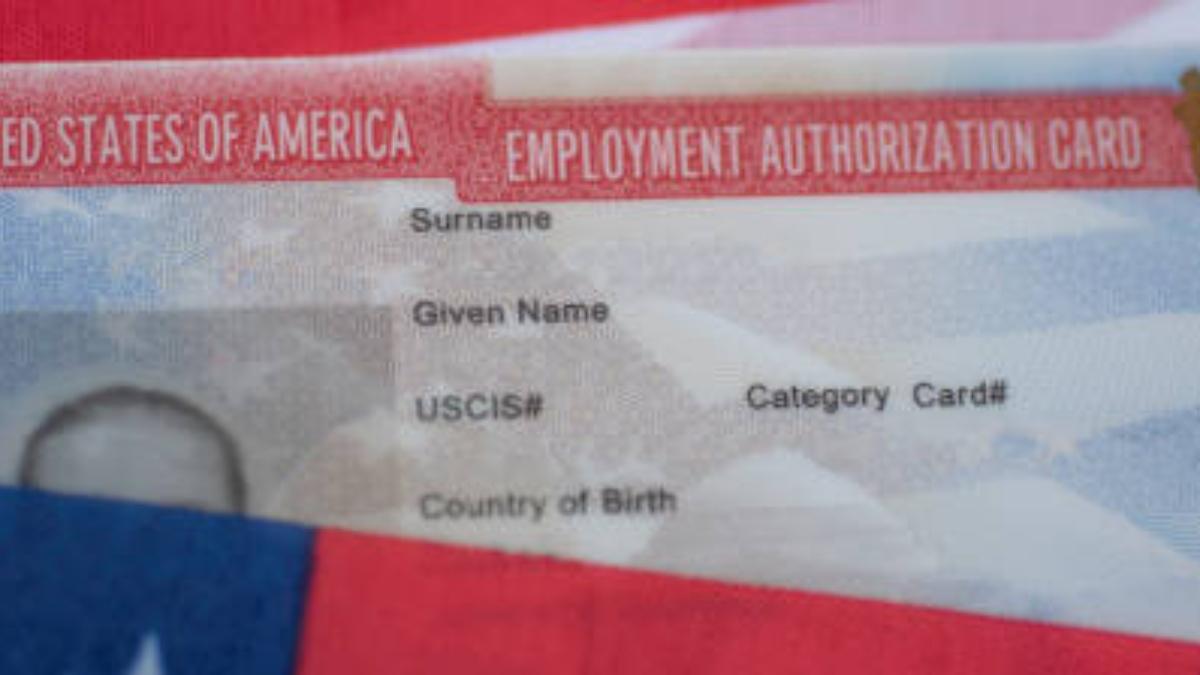 ED STATES OF AMERICA EMPLOYMENT AUTHORIZATION CARD
Surname
Given Name
USCIS# Category Card#
Country of Birth